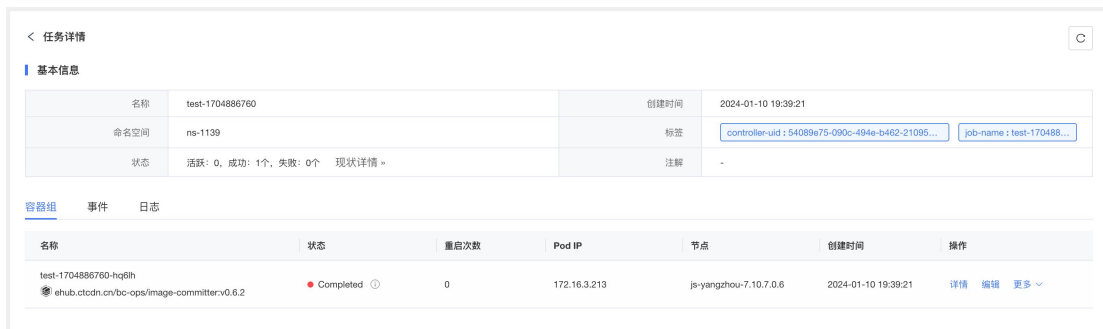 任务详情
基本信息
名称 test-1704886760 创建时间 2024-01-10 19:39:21
命名空间 ns-1139 标签 controller-uid : 54089e75-090c-494e-b462-21095... job-name : test-170488...
状态 活跃：0，成功：1个，失败：0个 现状详情 » 注解 -
容器组 事件 日志
名称 状态 重启次数 Pod IP 节点 创建时间 操作
test-1704886760-hq6lh
ehub.ctcdn.cn/bc-ops/image-committer:v0.6.2 Completed 0 172.16.3.213 js-yangzhou-7.10.7.0.6 2024-01-10 19:39:21 详情 编辑 更多